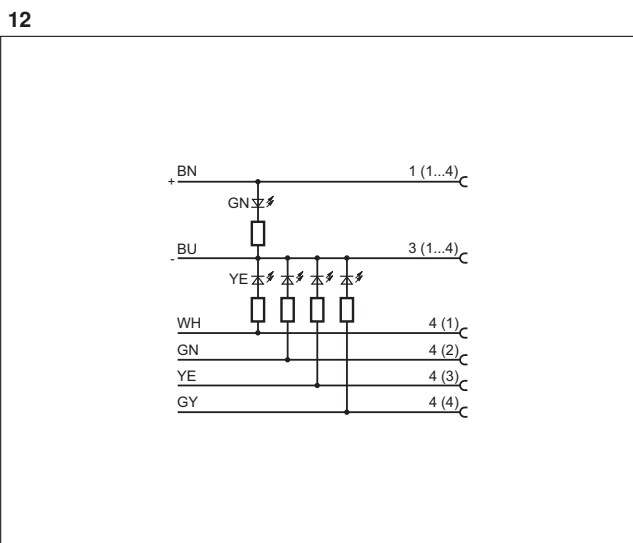 12
BN 1 (1...4)
+
GN
BU 3 (1...4)
-
YE
WH 4 (1)
GN 4 (2)
YE 4 (3)
GY 4 (4)